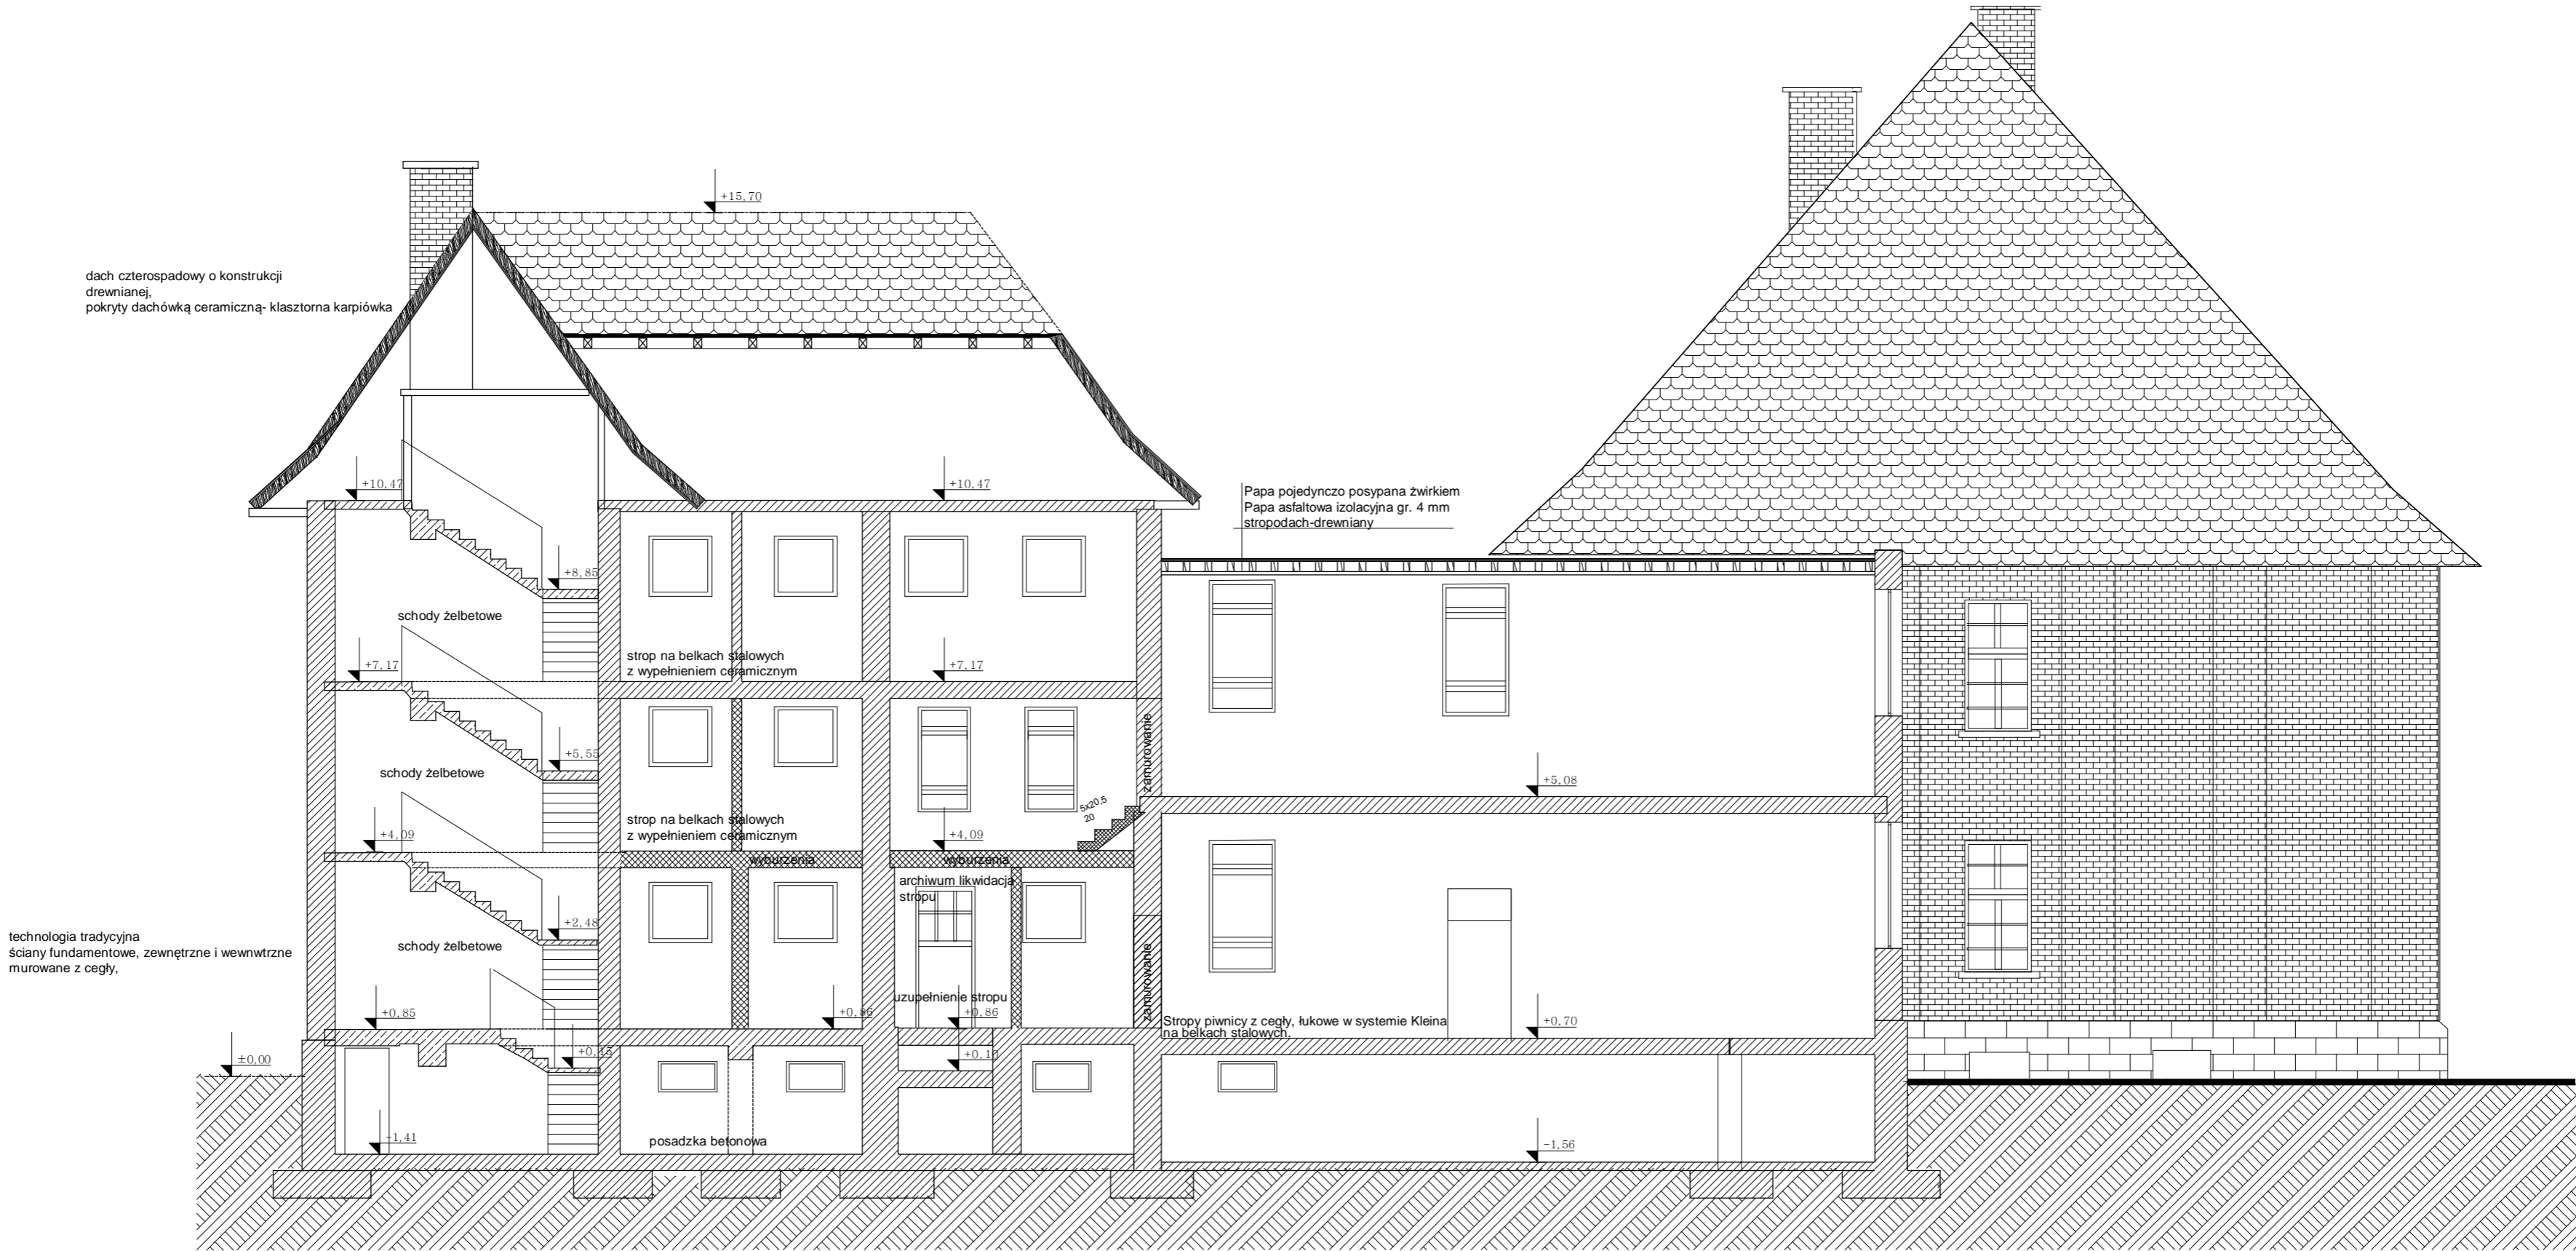 +15,70
dach czterospadowy o konstrukcji
drewnianej,
pokryty dachówką ceramiczną- klasztorna karpiówka
+10,47
+10,47
Papa pojedynczo posypana żwirkiem
Papa asfaltowa izolacyjna gr. 4 mm
stropodach-drewniany
+8,85
schody żelbetowe
strop na belkach stalowych
z wypełnieniem ceramicznym
+7,17
+7,17
zamurowanie
+5,55
schody żelbetowe
+5,08
5x20,5
20
strop na belkach stalowych
z wypełnieniem ceramicznym
+4,09
+4,09
wyburzenia
wyburzenia
archiwum likwidacja
stropu
+2,48
technologia tradycyjna
ściany fundamentowe, zewnętrzne i wewnwtrzne
murowane z cegły,
schody żelbetowe
zamurowanie
uzupełnienie stropu
+0,85
+0,86
+0,86
Stropy piwnicy z cegły, łukowe w systemie Kleina
na belkach stalowych.
+0,70
±0,00
+0,45
+0,10
-1,41
posadzka betonowa
-1,56